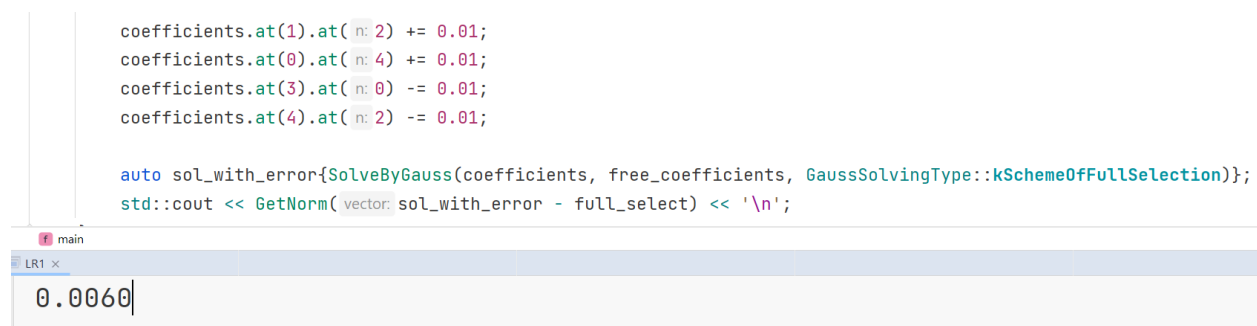 coefficients.at(1).at( n: 2) += 0.01;
coefficients.at(0).at( n: 4) += 0.01;
coefficients.at(3).at( n: 0) -= 0.01;
coefficients.at(4).at( n: 2) -= 0.01;
auto sol_with_error{SolveByGauss(coefficients, free_coefficients, GaussSolvingType::kSchemeOfFullSelection)};
std::cout << GetNorm( vector: sol_with_error - full_select) << '\n';
f main
LR1 ×
0.0060